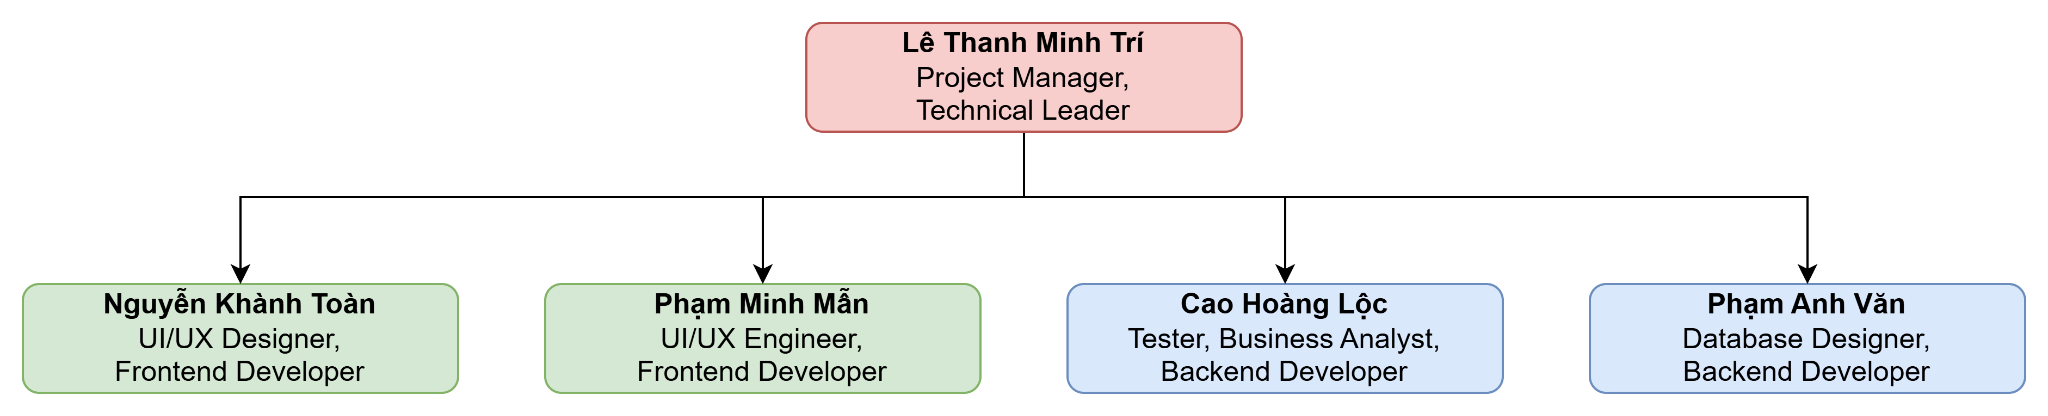 Lê Thanh Minh Trí
Project Manager,
Technical Leader
Nguyễn Khành Toàn
UI/UX Designer,
Frontend Developer
Phạm Minh Mẫn
UI/UX Engineer,
Frontend Developer
Cao Hoàng Lộc
Tester, Business Analyst,
Backend Developer
Phạm Anh Văn
Database Designer,
Backend Developer